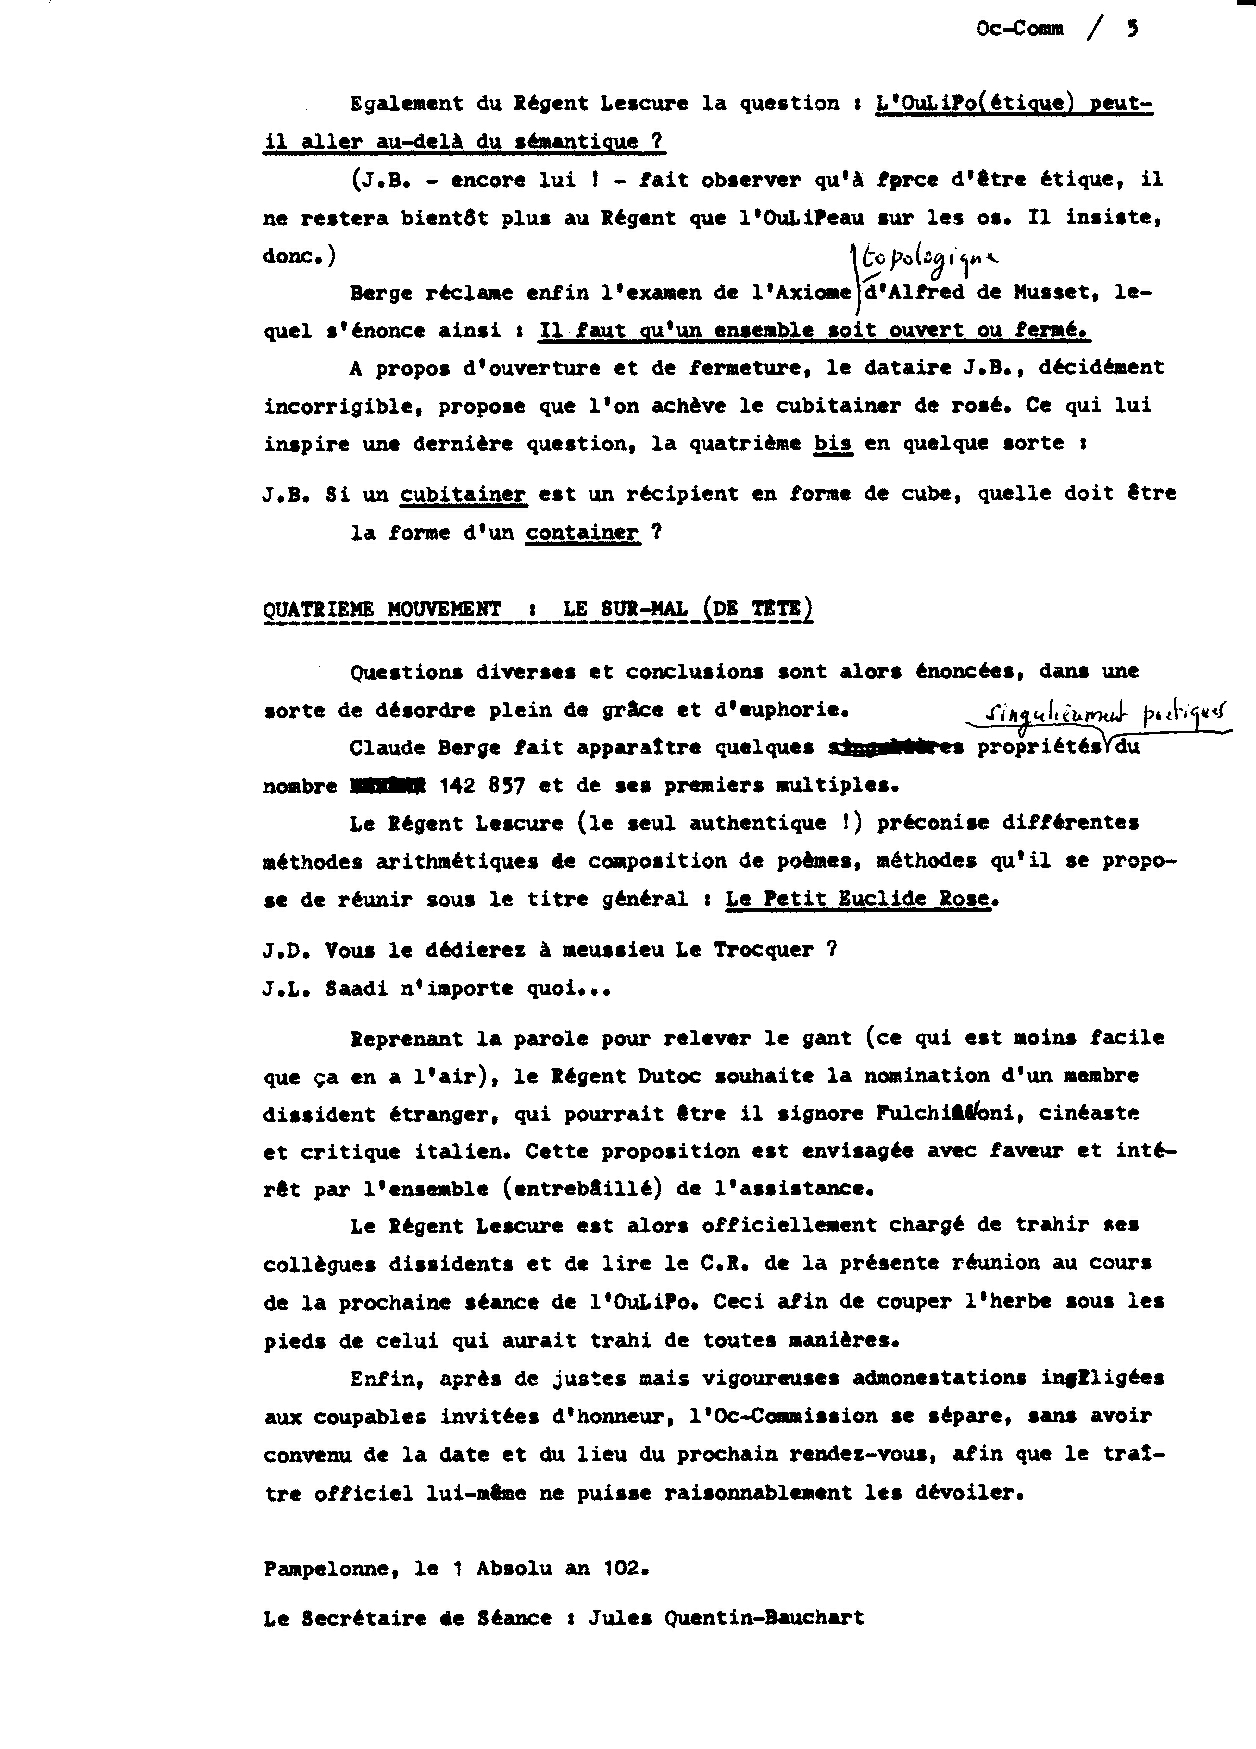 Oc-Comm / 5
Egalement du Régent Lescure la question : L'OuLiPo(étique) peut-
il aller au-delà du sémantique ?
(J.B. - encore lui ! - fait observer qu'à force d'être étique, il
ne restera bientôt plus au Régent que l'OuLiPeau sur les os. Il insiste,
donc.)
topologique
Berge réclame enfin l'examen de l'Axiome d'Alfred de Musset, le-
quel s'énonce ainsi : Il faut qu'un ensemble soit ouvert ou fermé.
A propos d'ouverture et de fermeture, le dataire J.B., décidément
incorrigible, propose que l'on achève le cubitainer de rosé. Ce qui lui
inspire une dernière question, la quatrième bis en quelque sorte :
J.B. Si un cubitainer est un récipient en forme de cube, quelle doit être
la forme d'un container ?
QUATRIEME MOUVEMENT : LE SUR-MAL (DE TETE)
Questions diverses et conclusions sont alors énoncées, dans une
sorte de désordre plein de grâce et d'euphorie.
singulièrement poétiques
Claude Berge fait apparaître quelques propriétés du
nombre 142 857 et de ses premiers multiples.
Le Régent Lescure (le seul authentique !) préconise différentes
méthodes arithmétiques de composition de poèmes, méthodes qu'il se propo-
se de réunir sous le titre général : Le Petit Euclide Rose.
J.D. Vous le dédierez à meussieu Le Trocquer ?
J.L. Saadi n'importe quoi...
Reprenant la parole pour relever le gant (ce qui est moins facile
que ça en a l'air), le Régent Dutoc souhaite la nomination d'un membre
dissident étranger, qui pourrait être il signore cinéaste
et critique italien. Cette proposition est envisagée avec faveur et inté-
rêt par l'ensemble (entrebâillé) de l'assistance.
Le Régent Lescure est alors officiellement chargé de trahir ses
collègues dissidents et de lire le C.R. de la présente réunion au cours
de la prochaine séance de l'OuLiPo. Ceci afin de couper l'herbe sous les
pieds de celui qui aurait trahi de toutes manières.
Enfin, après de justes mais vigoureuses admonestations infligées
aux coupables invitées d'honneur, l'Oc-Commission se sépare, sans avoir
convenu de la date et du lieu du prochain rendez-vous, afin que le traî-
tre officiel lui-même ne puisse raisonnablement les dévoiler.
Pampelonne, le 1 Absolu an 102.
Le Secrétaire de Séance : Jules Quentin-Bauchart